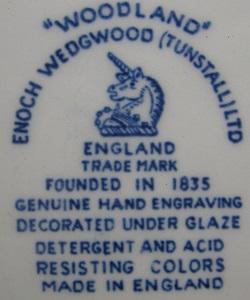 "WOODLAND"
ENOCH WEDGWOOD (TUNSTALL) LTD
ENGLAND
TRADE MARK
FOUNDED IN 1835
GENUINE HAND ENGRAVING
DECORATED UNDER GLAZE
DETERGENT AND ACID
RESISTING COLORS
MADE IN ENGLAND